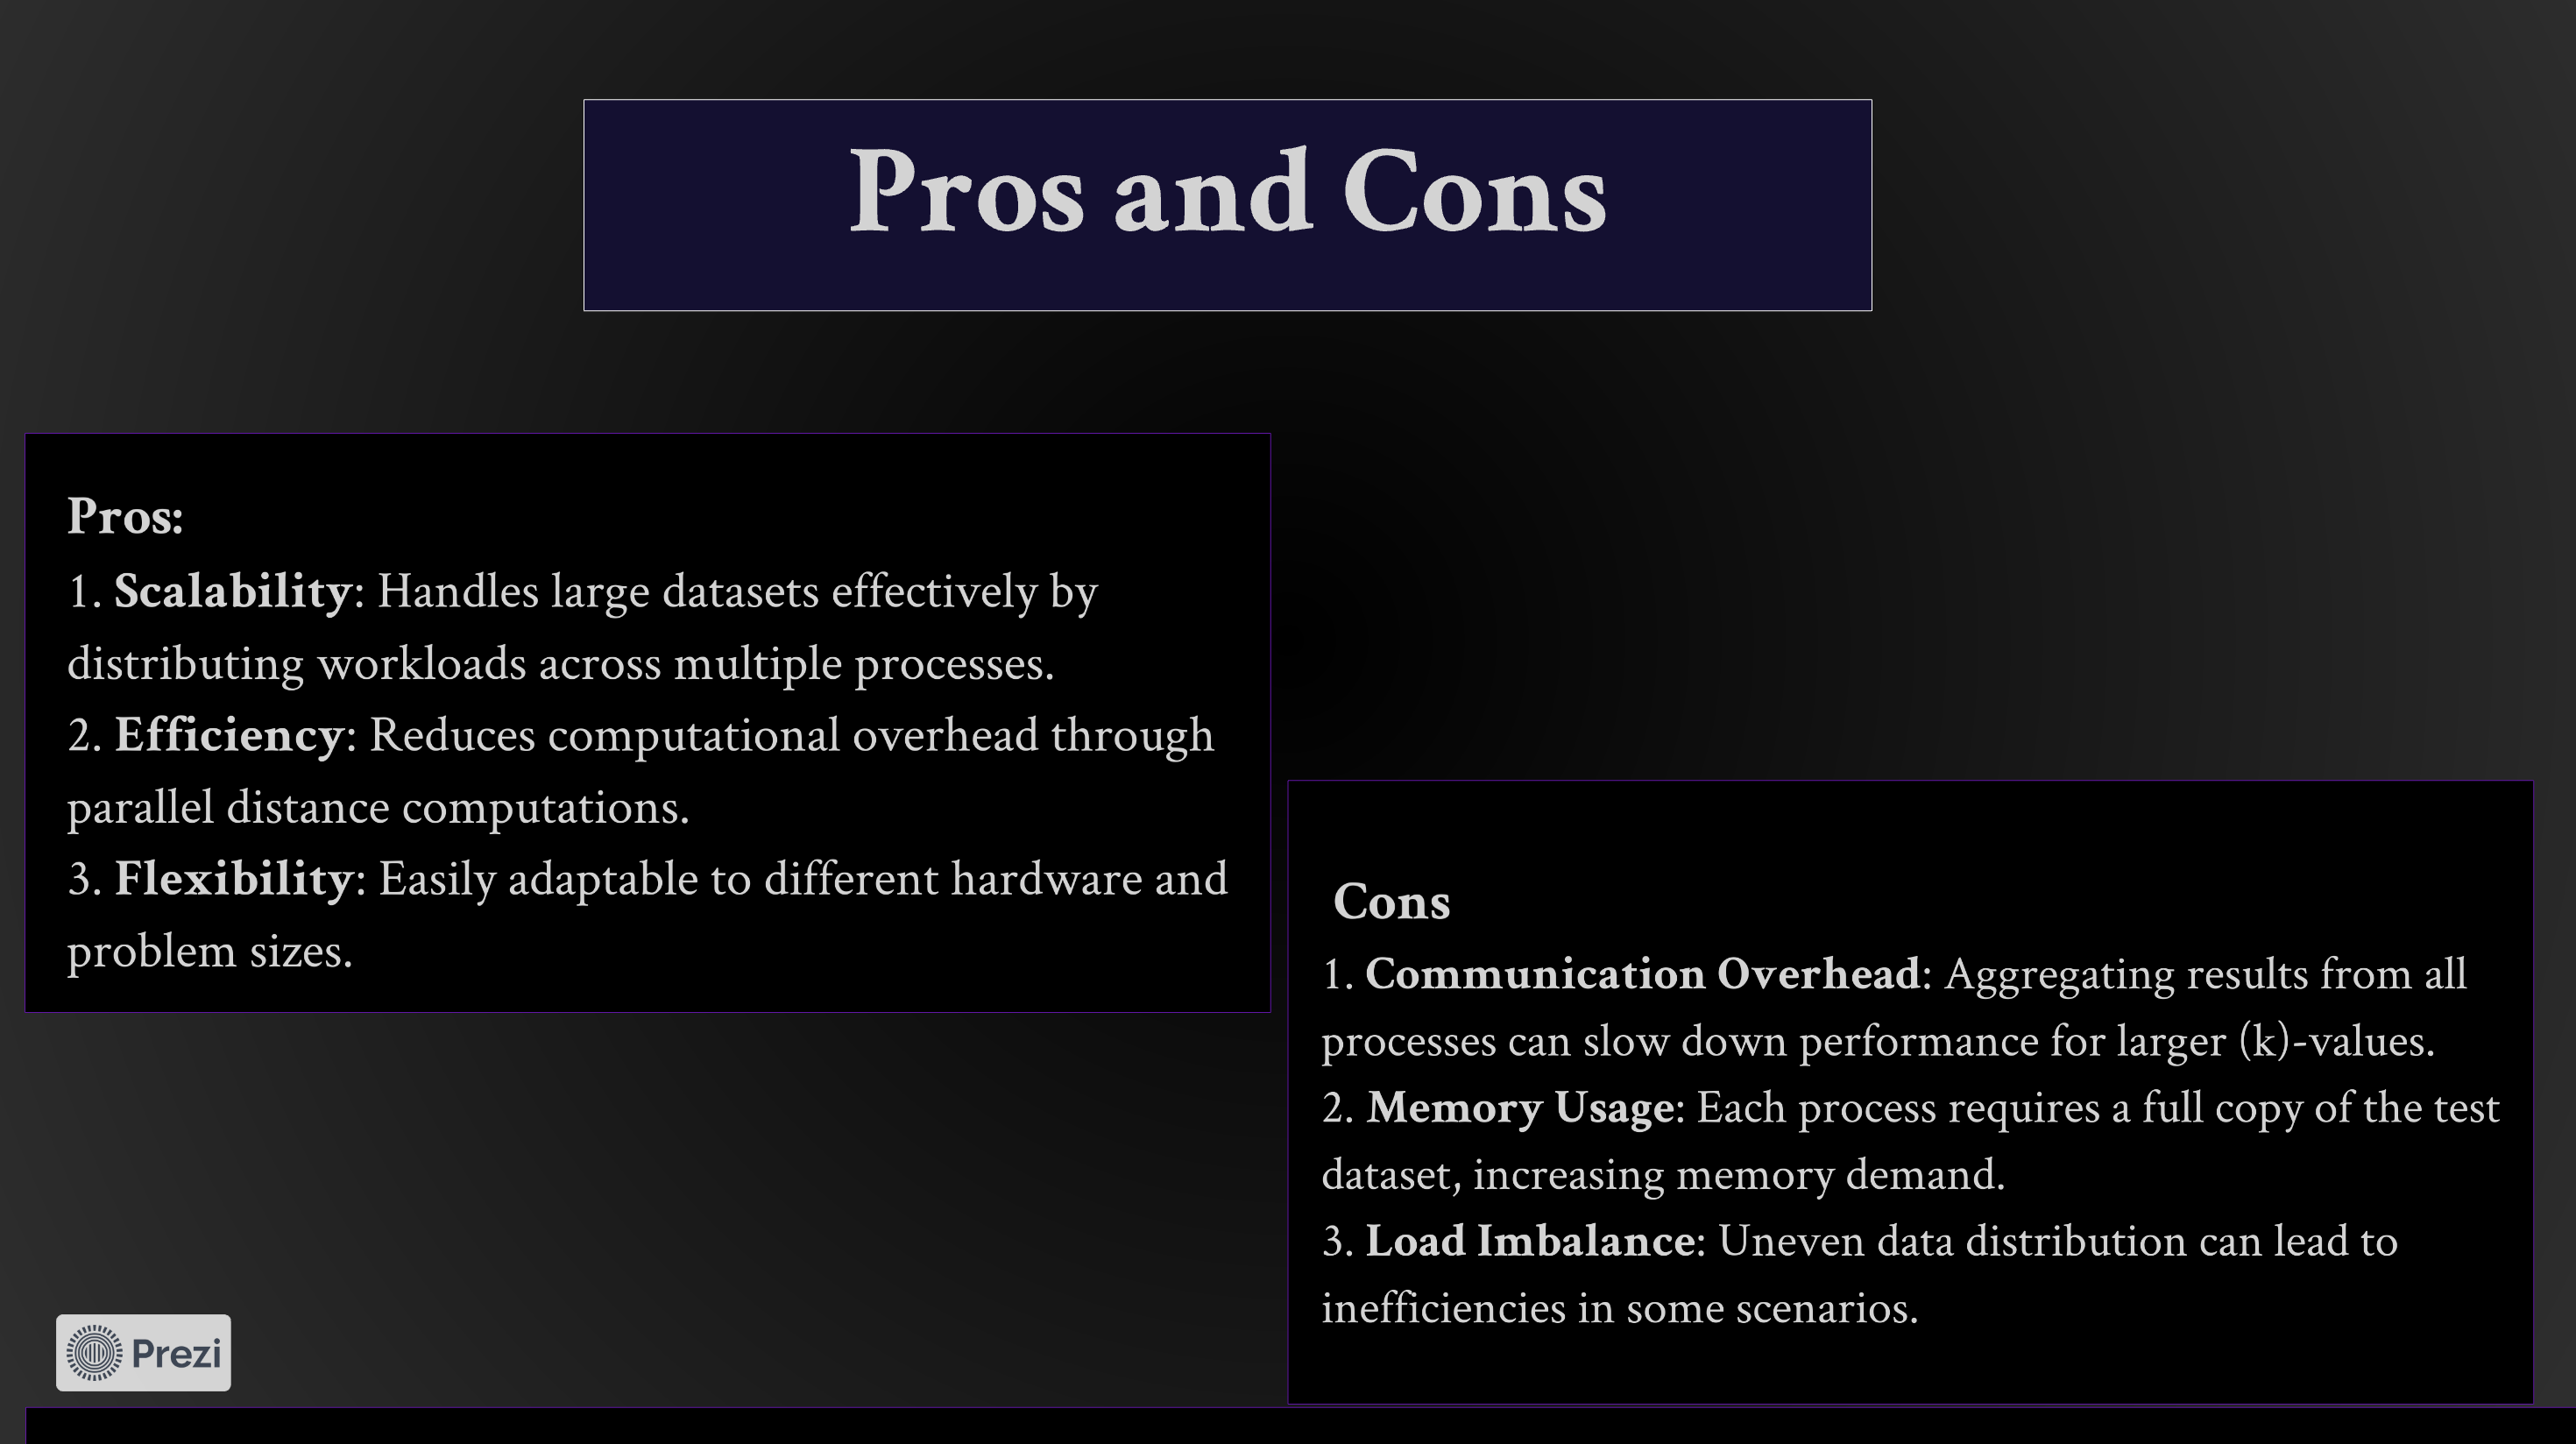 Pros and Cons
Pros:
1. Scalability: Handles large datasets effectively by
distributing workloads across multiple processes.
2. Efficiency: Reduces computational overhead through
parallel distance computations.
3. Flexibility: Easily adaptable to different hardware and
problem sizes.
Cons
1. Communication Overhead: Aggregating results from all
processes can slow down performance for larger (k)-values.
2. Memory Usage: Each process requires a full copy of the test
dataset, increasing memory demand.
3. Load Imbalance: Uneven data distribution can lead to
inefficiencies in some scenarios.
Prezi